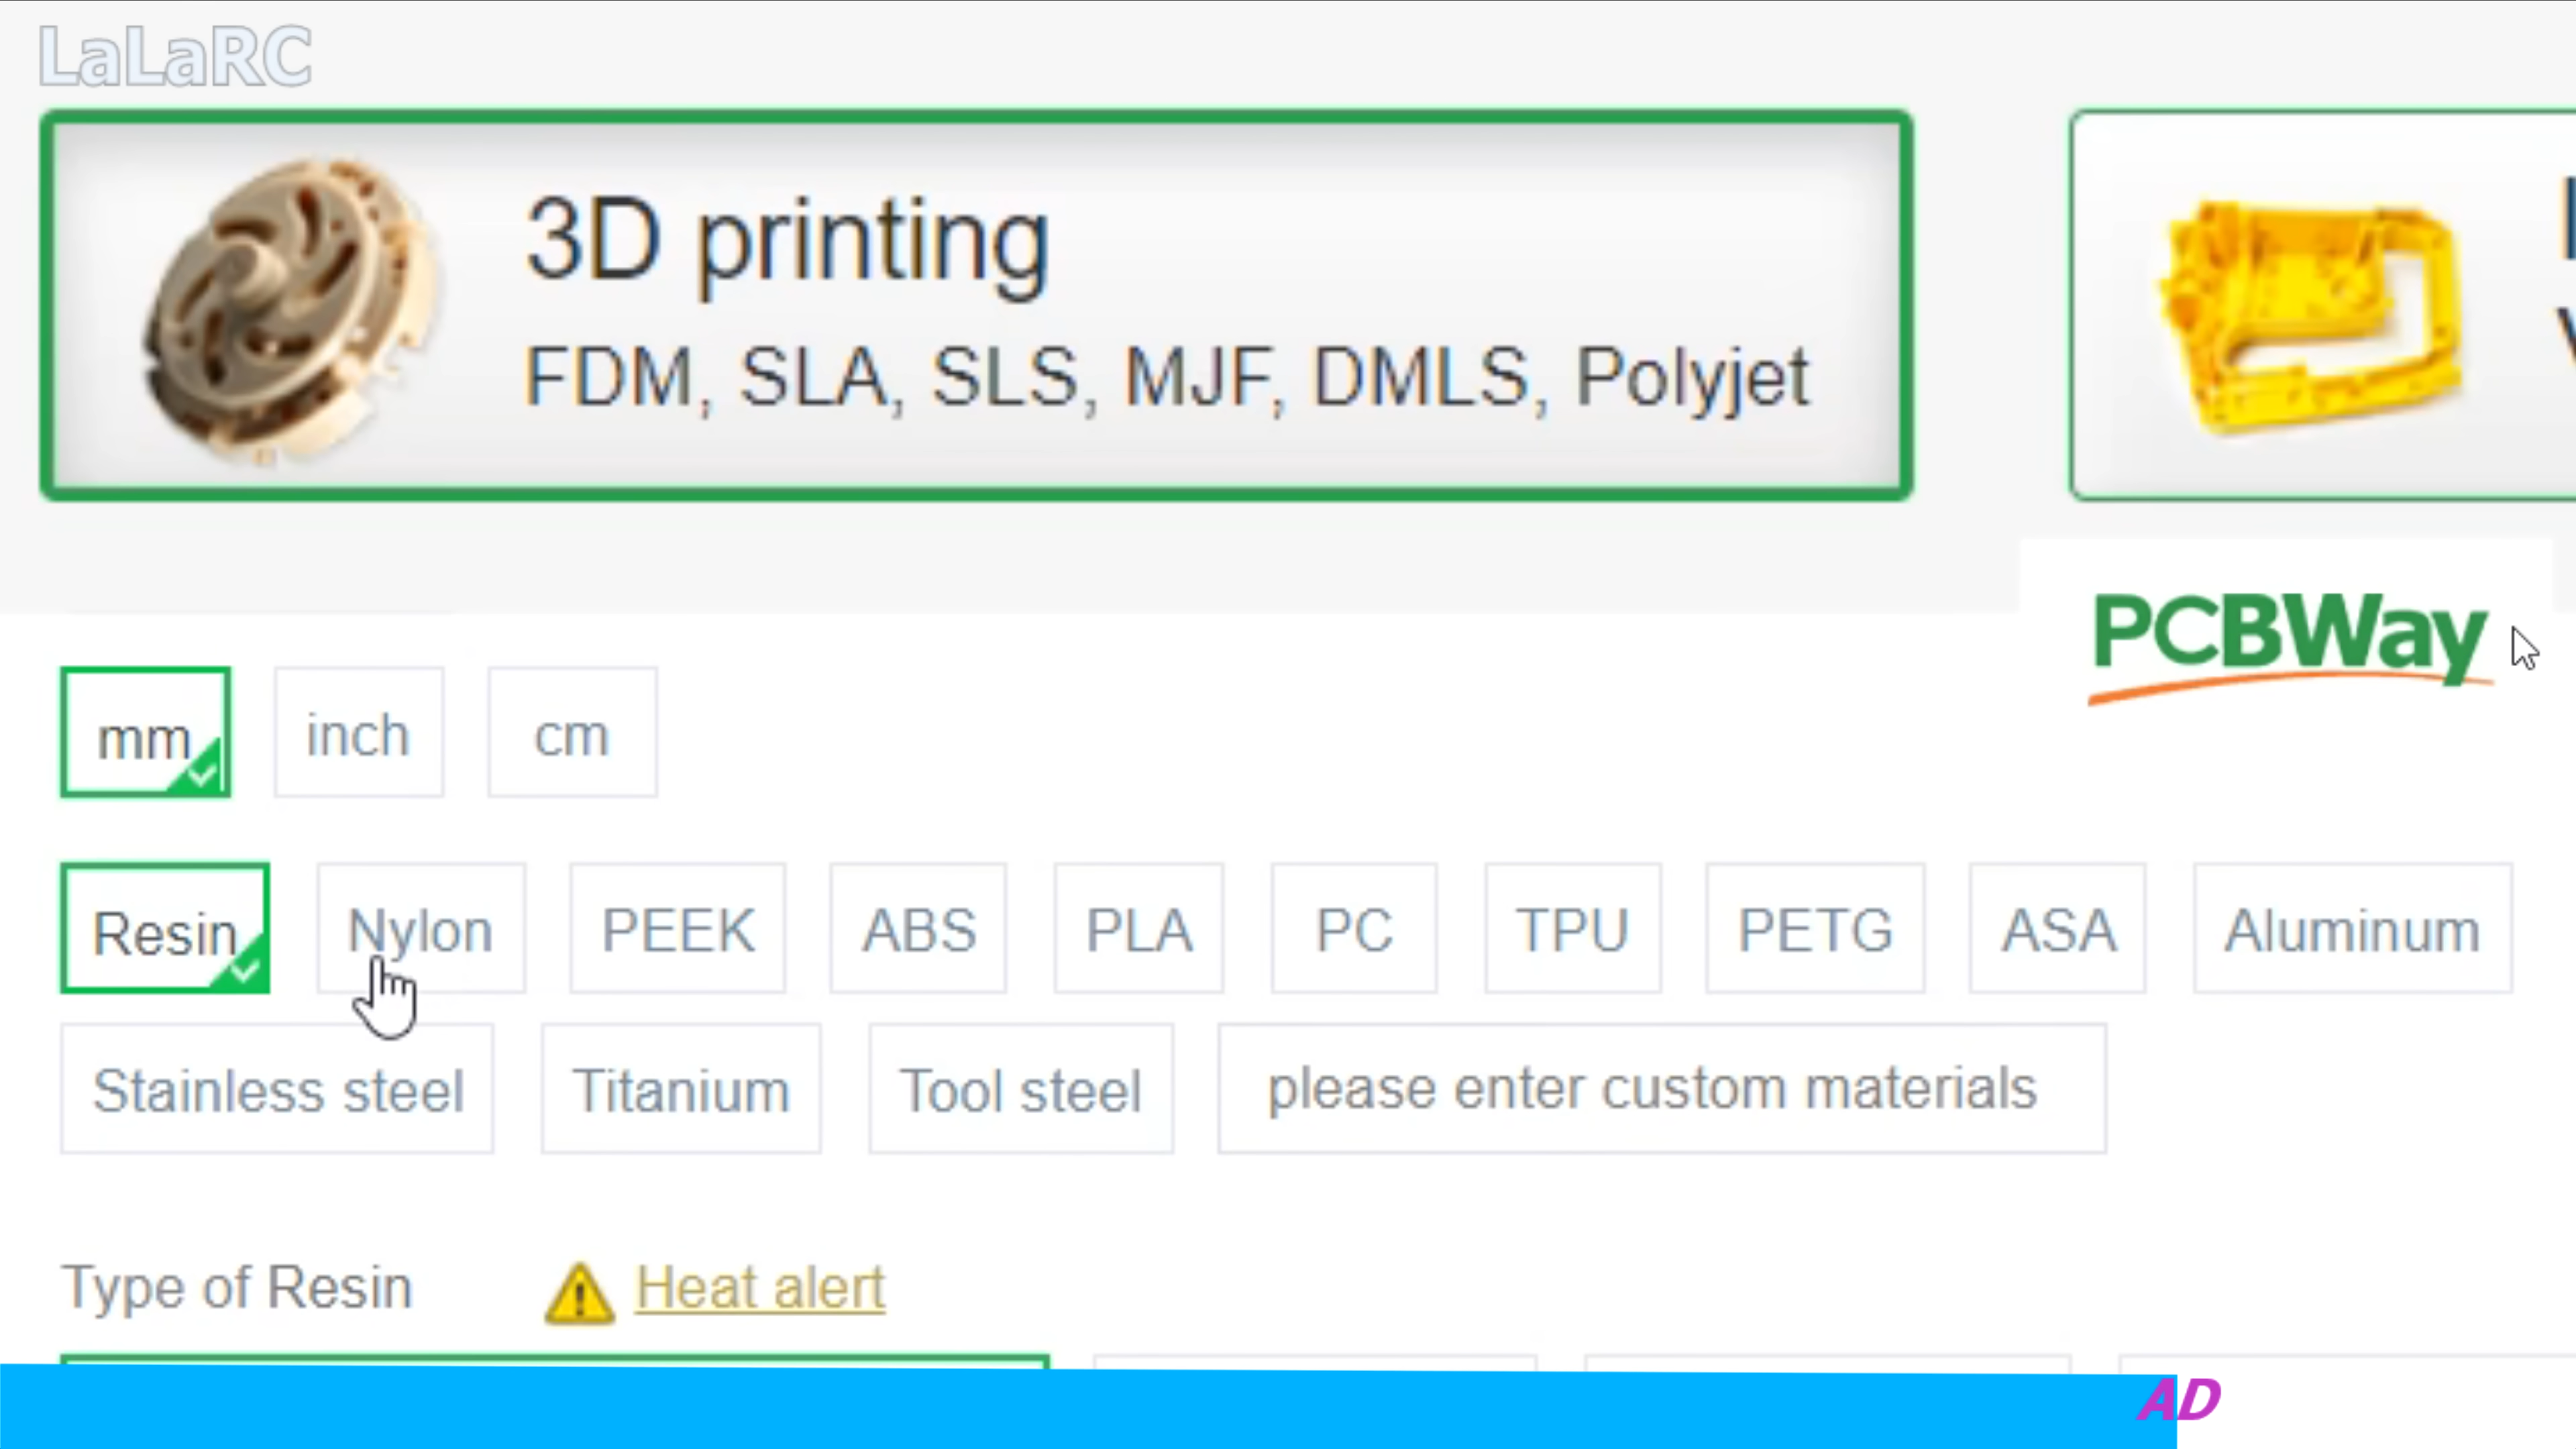 LaLaRC
3D printing
FDM, SLA, SLS, MJF, DMLS, Polyjet
PCBWay
mm inch cm
Resin Nylon PEEK ABS PLA PC TPU PETG ASA Aluminum
Stainless steel Titanium Tool steel please enter custom materials
Type of Resin Heat alert
AD